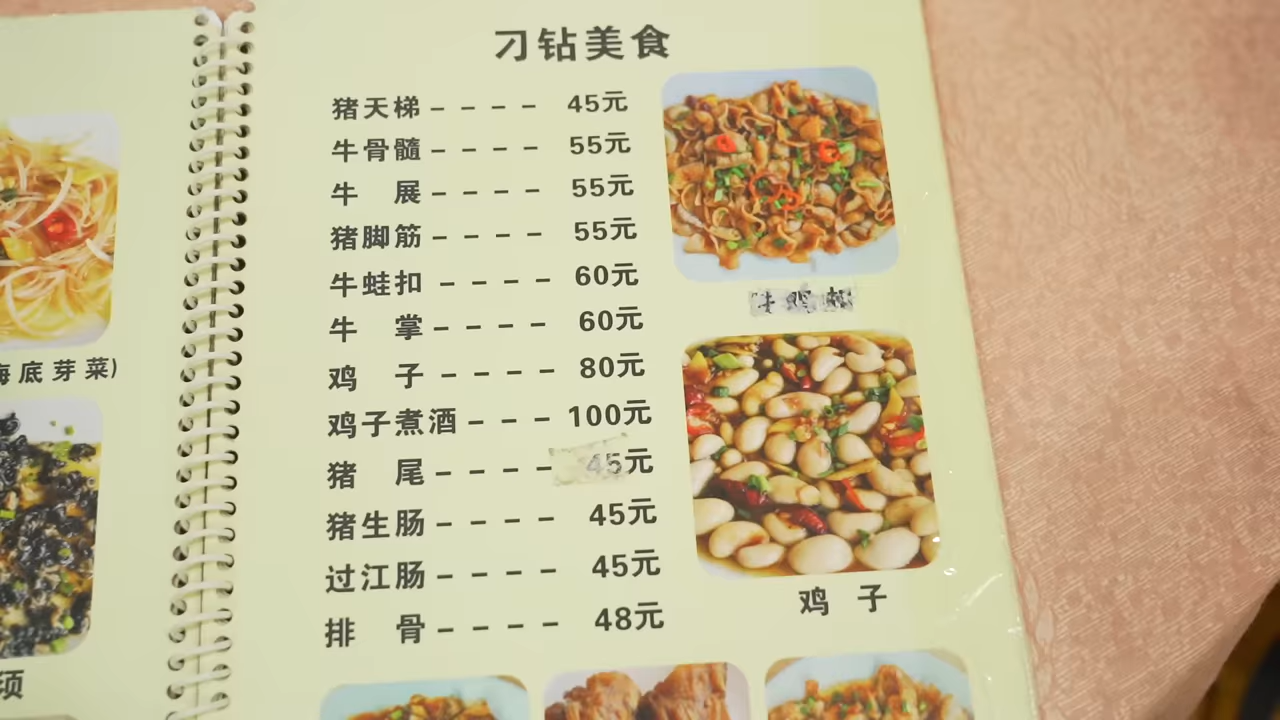 海底芽菜)
刁钻美食
猪天梯---- 45元
牛骨髓---- 55元
牛 展---- 55元
猪脚筋---- 55元
牛蛙扣---- 60元
牛 掌---- 60元
鸡 子---- 80元
鸡子煮酒--- 100元
猪 尾---- 45元
猪生肠---- 45元
过江肠---- 45元
排 骨---- 48元
鸡 子